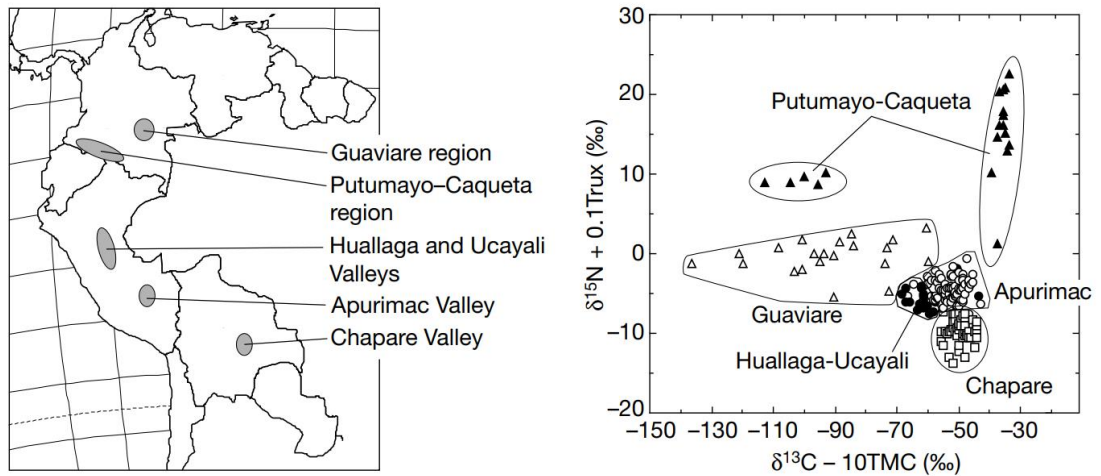 Guaviare region
Putumayo–Caqueta
region
Huallaga and Ucayali
Valleys
Apurimac Valley
Chapare Valley
δ15N + 0.1Trux (‰)
30
20
10
0
−10
−20
Putumayo-Caqueta
Guaviare
Apurimac
Huallaga-Ucayali
Chapare
−150 −130 −110 −90 −70 −50 −30
δ13C − 10TMC (‰)